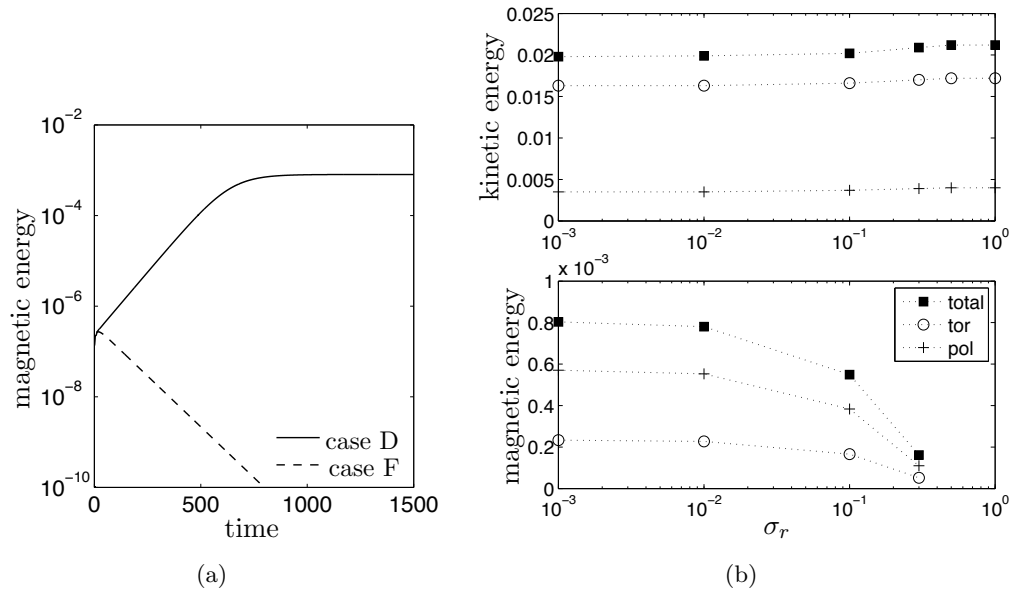 10^-2
10^-4
10^-6
10^-8
10^-10
magnetic energy
case D
case F
0 500 1000 1500
time
(a)
0.025
0.02
0.015
0.01
0.005
0
kinetic energy
10^-3 10^-2 10^-1 10^0
x 10^-3
1
0.8
0.6
0.4
0.2
0
magnetic energy
total
tor
pol
10^-3 10^-2 10^-1 10^0
σ_r
(b)